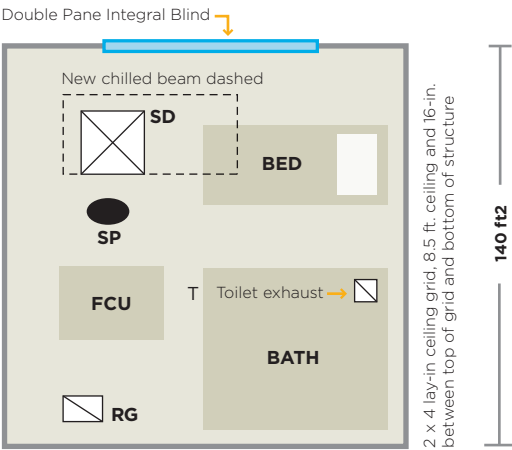 Double Pane Integral Blind
New chilled beam dashed
SD
BED
SP
FCU
T
Toilet exhaust
BATH
RG
2 x 4 lay-in ceiling grid, 8.5 ft. ceiling and 16-in.
between top of grid and bottom of structure
140 ft2